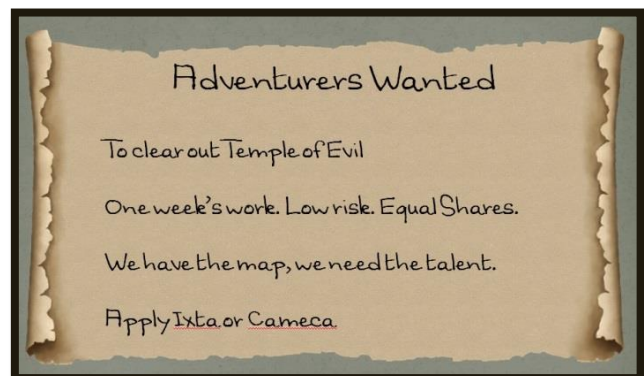 Adventurers Wanted
To clear out Temple of Evil
One week's work. Low risk. Equal Shares.
We have the map, we need the talent.
Apply Ixta or Cameca